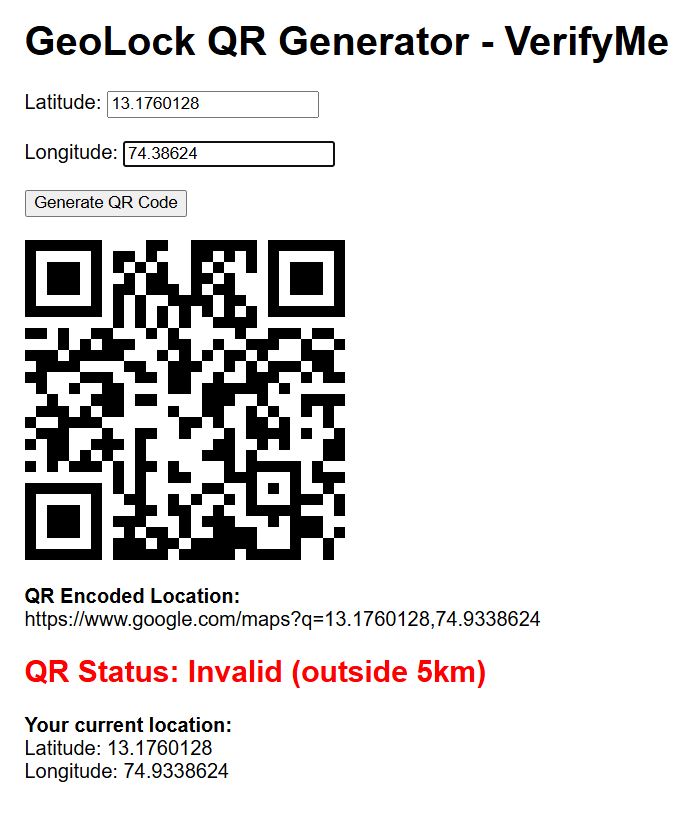 GeoLock QR Generator - VerifyMe
Latitude: 13.1760128
Longitude: 74.38624
Generate QR Code
QR Encoded Location:
https://www.google.com/maps?q=13.1760128,74.9338624
QR Status: Invalid (outside 5km)
Your current location:
Latitude: 13.1760128
Longitude: 74.9338624